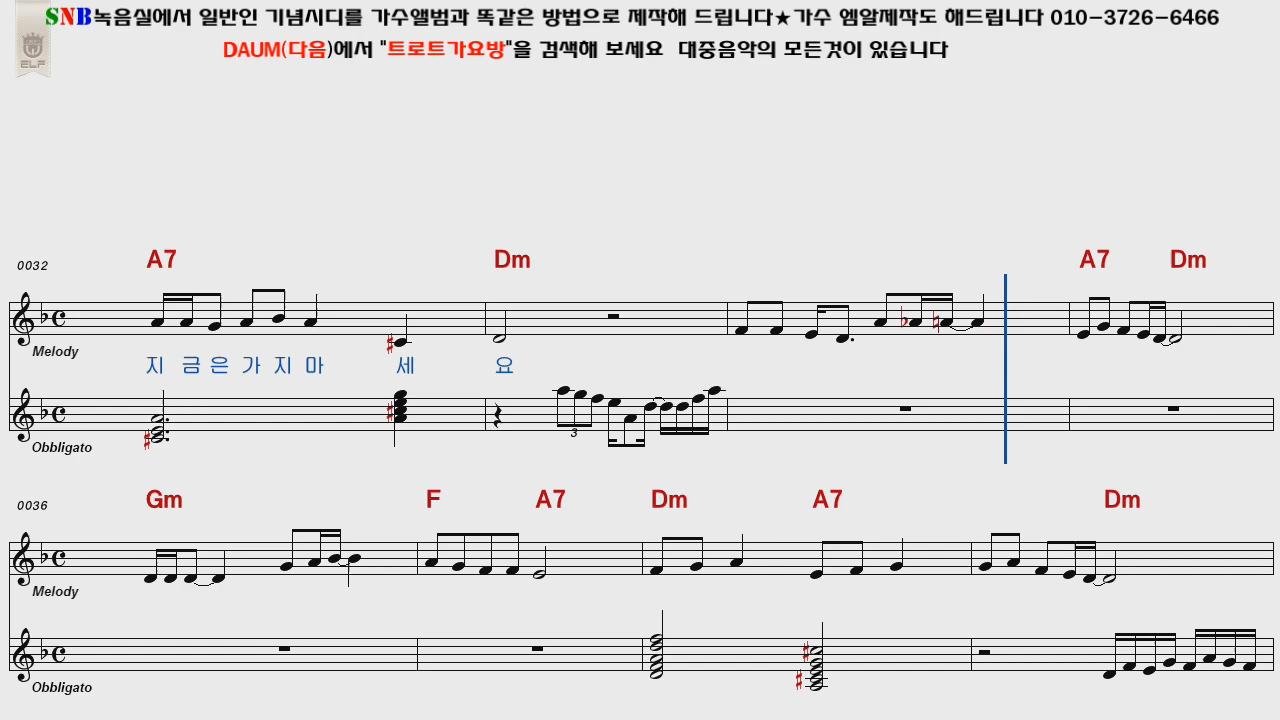 SNB녹음실에서 일반인 기념시디를 가수앨범과 똑같은 방법으로 제작해 드립니다★가수 엠알제작도 해드립니다 010-3726-6466
DAUM(다음)에서 "트로트가요방"을 검색해 보세요 대중음악의 모든것이 있습니다
ELF
0032 A7 Dm A7 Dm
Melody
지 금 은 가 지 마 세 요
3
Obbligato
0036 Gm F A7 Dm A7 Dm
Melody
Obbligato